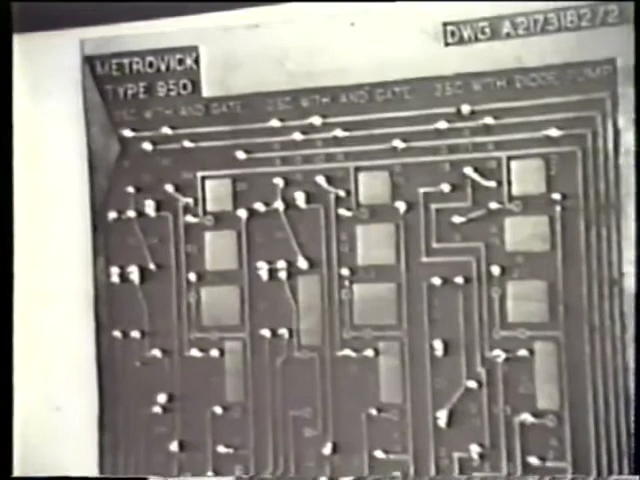 METROVICK
TYPE 950
DWG A2173182/2
2SC WITH AND GATE 2SC WITH AND GATE 2SC WITH DIODE PUMP